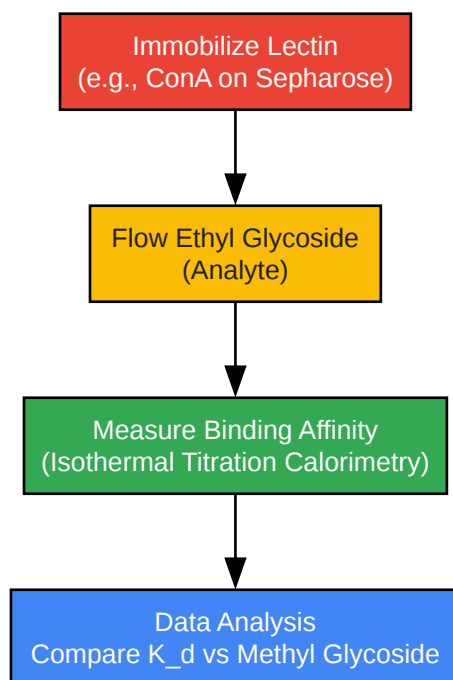 Immobilize Lectin
(e.g., ConA on Sepharose)
Flow Ethyl Glycoside
(Analyte)
Measure Binding Affinity
(Isothermal Titration Calorimetry)
Data Analysis
Compare K_d vs Methyl Glycoside